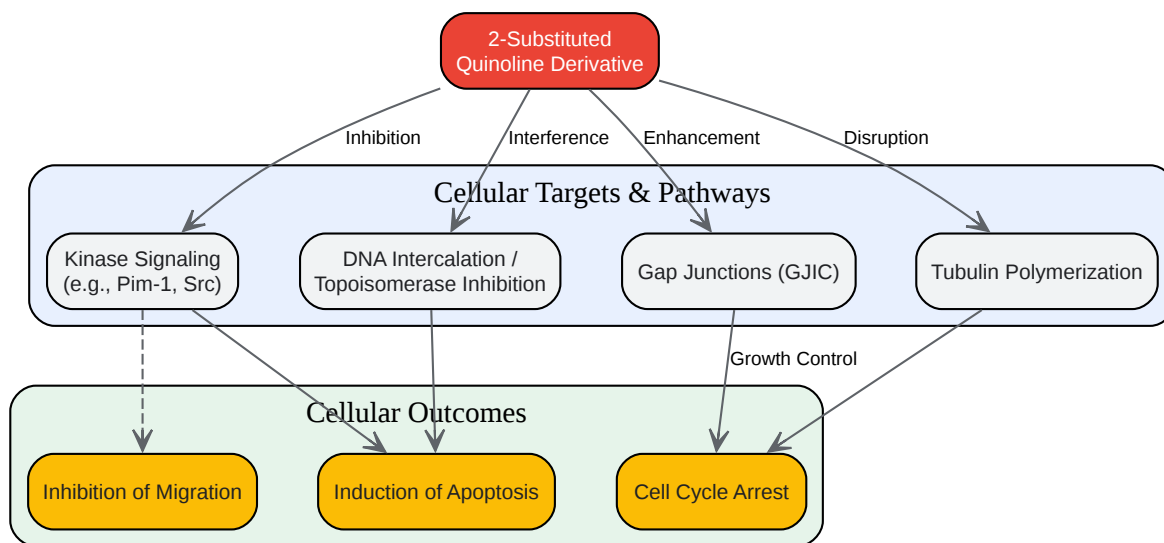 2-Substituted
Quinoline Derivative
Inhibition
Interference
Enhancement
Disruption
Cellular Targets & Pathways
Kinase Signaling
(e.g., Pim-1, Src)
DNA Intercalation /
Topoisomerase Inhibition
Gap Junctions (GJIC)
Tubulin Polymerization
Growth Control
Cellular Outcomes
Inhibition of Migration
Induction of Apoptosis
Cell Cycle Arrest